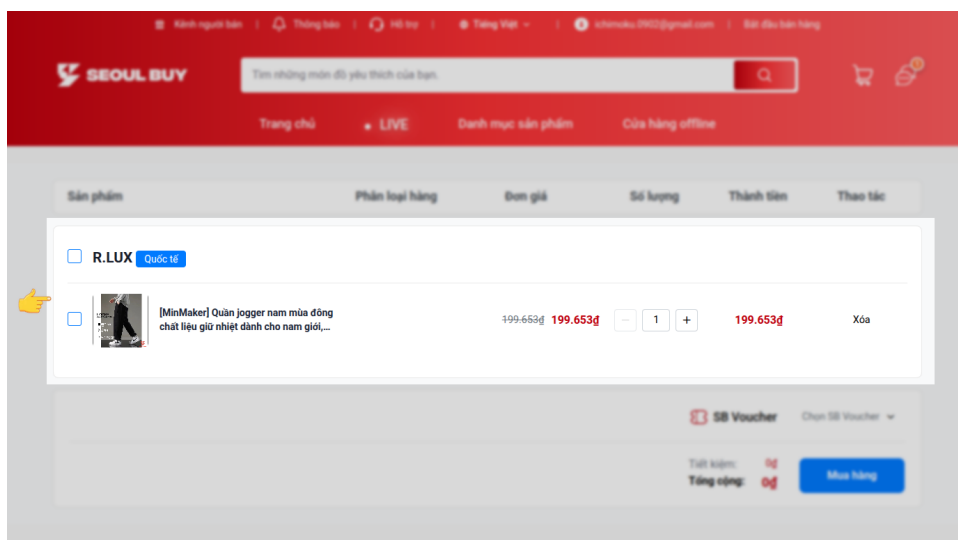 Kênh người bán | Thông báo | Hỗ trợ | Tiếng Việt | ichimoku.0902@gmail.com | Bắt đầu bán hàng
SEOUL BUY
Tìm những món đồ yêu thích của bạn.
Trang chủ • LIVE Danh mục sản phẩm Cửa hàng offline
Sản phẩm Phân loại hàng Đơn giá Số lượng Thành tiền Thao tác
R.LUX Quốc tế
[MinMaker] Quần jogger nam mùa đông
chất liệu giữ nhiệt dành cho nam giới,...
199.653₫ 199.653₫ − 1 + 199.653₫ Xóa
SB Voucher Chọn SB Voucher
Tiết kiệm: 0₫
Tổng cộng: 0₫
Mua hàng